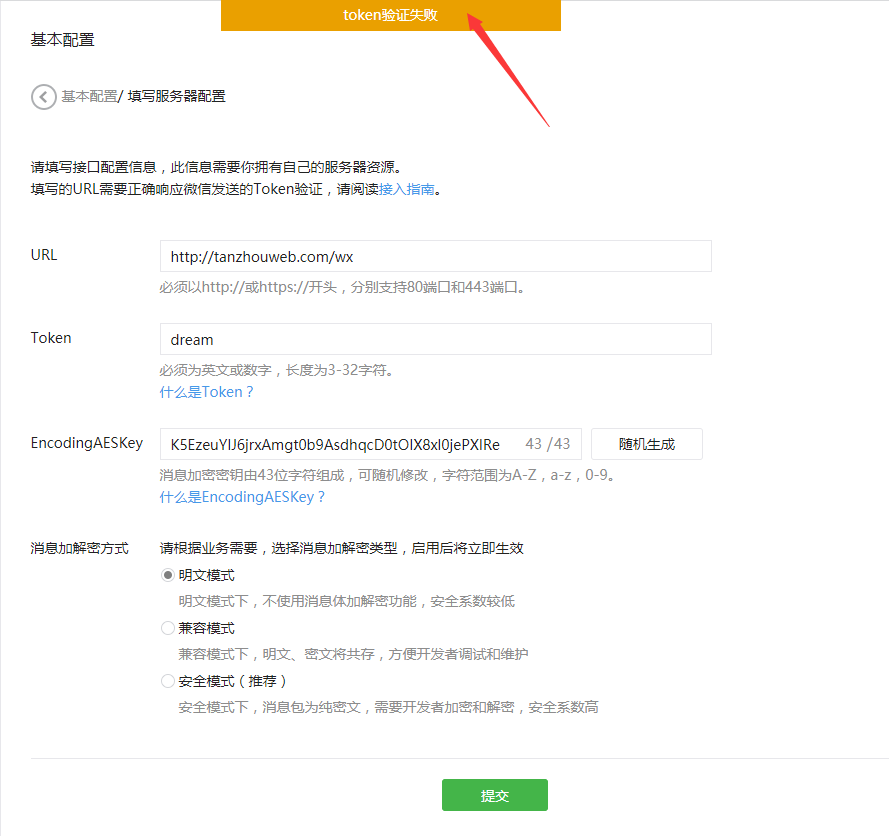 token验证失败
基本配置
基本配置/ 填写服务器配置
请填写接口配置信息，此信息需要你拥有自己的服务器资源。
填写的URL需要正确响应微信发送的Token验证，请阅读接入指南。
URL
http://tanzhouweb.com/wx
必须以http://或https://开头，分别支持80端口和443端口。
Token
dream
必须为英文或数字，长度为3-32字符。
什么是Token？
EncodingAESKey
K5EzeuYIJ6jrxAmgt0b9AsdhqcD0tOIX8xl0jePXIRe 43 /43 随机生成
消息加密密钥由43位字符组成，可随机修改，字符范围为A-Z，a-z，0-9。
什么是EncodingAESKey？
消息加解密方式 请根据业务需要，选择消息加解密类型，启用后将立即生效
明文模式
明文模式下，不使用消息体加解密功能，安全系数较低
兼容模式
兼容模式下，明文、密文将共存，方便开发者调试和维护
安全模式（推荐）
安全模式下，消息包为纯密文，需要开发者加密和解密，安全系数高
提交